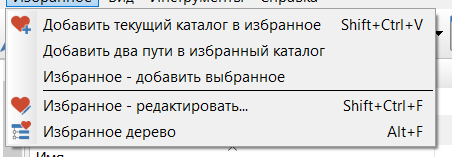 Избранное Вид Инструменты Справка
Добавить текущий каталог в избранное Shift+Ctrl+V
Добавить два пути в избранный каталог
Избранное - добавить выбранное
Избранное - редактировать... Shift+Ctrl+F
Избранное дерево Alt+F
Имя